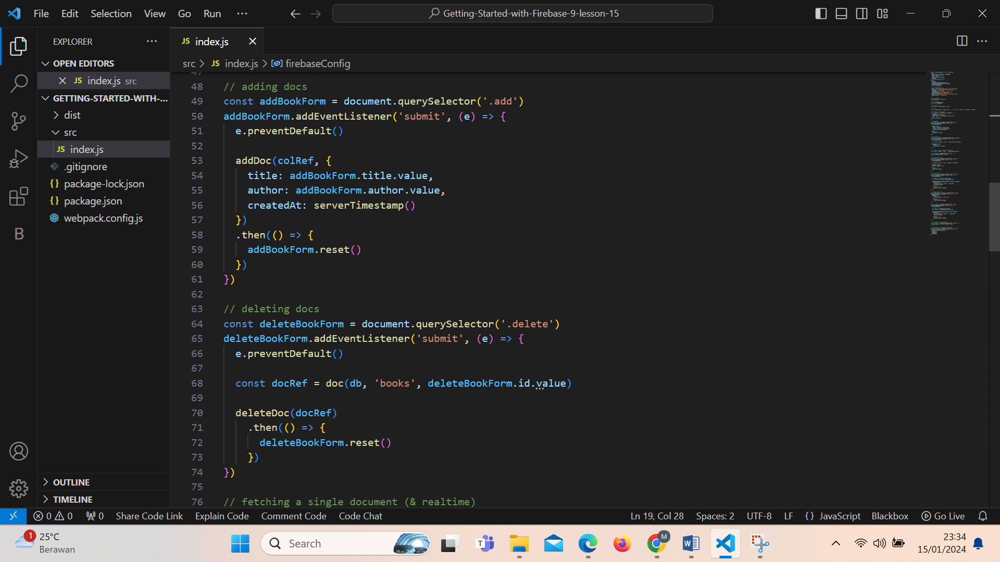 File Edit Selection View Go Run ···
Getting-Started-with-Firebase-9-lesson-15
EXPLORER
JS index.js
OPEN EDITORS
src > JS index.js > firebaseConfig
JS index.js src
GETTING-STARTED-WITH-...
dist
src
JS index.js
.gitignore
{} package-lock.json
{} package.json
webpack.config.js
B
OUTLINE
TIMELINE
47
48 // adding docs
49 const addBookForm = document.querySelector('.add')
50 addBookForm.addEventListener('submit', (e) => {
51 e.preventDefault()
52
53 addDoc(colRef, {
54 title: addBookForm.title.value,
55 author: addBookForm.author.value,
56 createdAt: serverTimestamp()
57 })
58 .then(() => {
59 addBookForm.reset()
60 })
61 })
62
63 // deleting docs
64 const deleteBookForm = document.querySelector('.delete')
65 deleteBookForm.addEventListener('submit', (e) => {
66 e.preventDefault()
67
68 const docRef = doc(db, 'books', deleteBookForm.id.value)
69
70 deleteDoc(docRef)
71 .then(() => {
72 deleteBookForm.reset()
73 })
74 })
75
76 // fetching a single document (& realtime)
0 0 0 Share Code Link Explain Code Comment Code Code Chat
Ln 19, Col 28 Spaces: 2 UTF-8 LF {} JavaScript Blackbox Go Live
1
25°C
Berawan
Search
M
23:34
15/01/2024